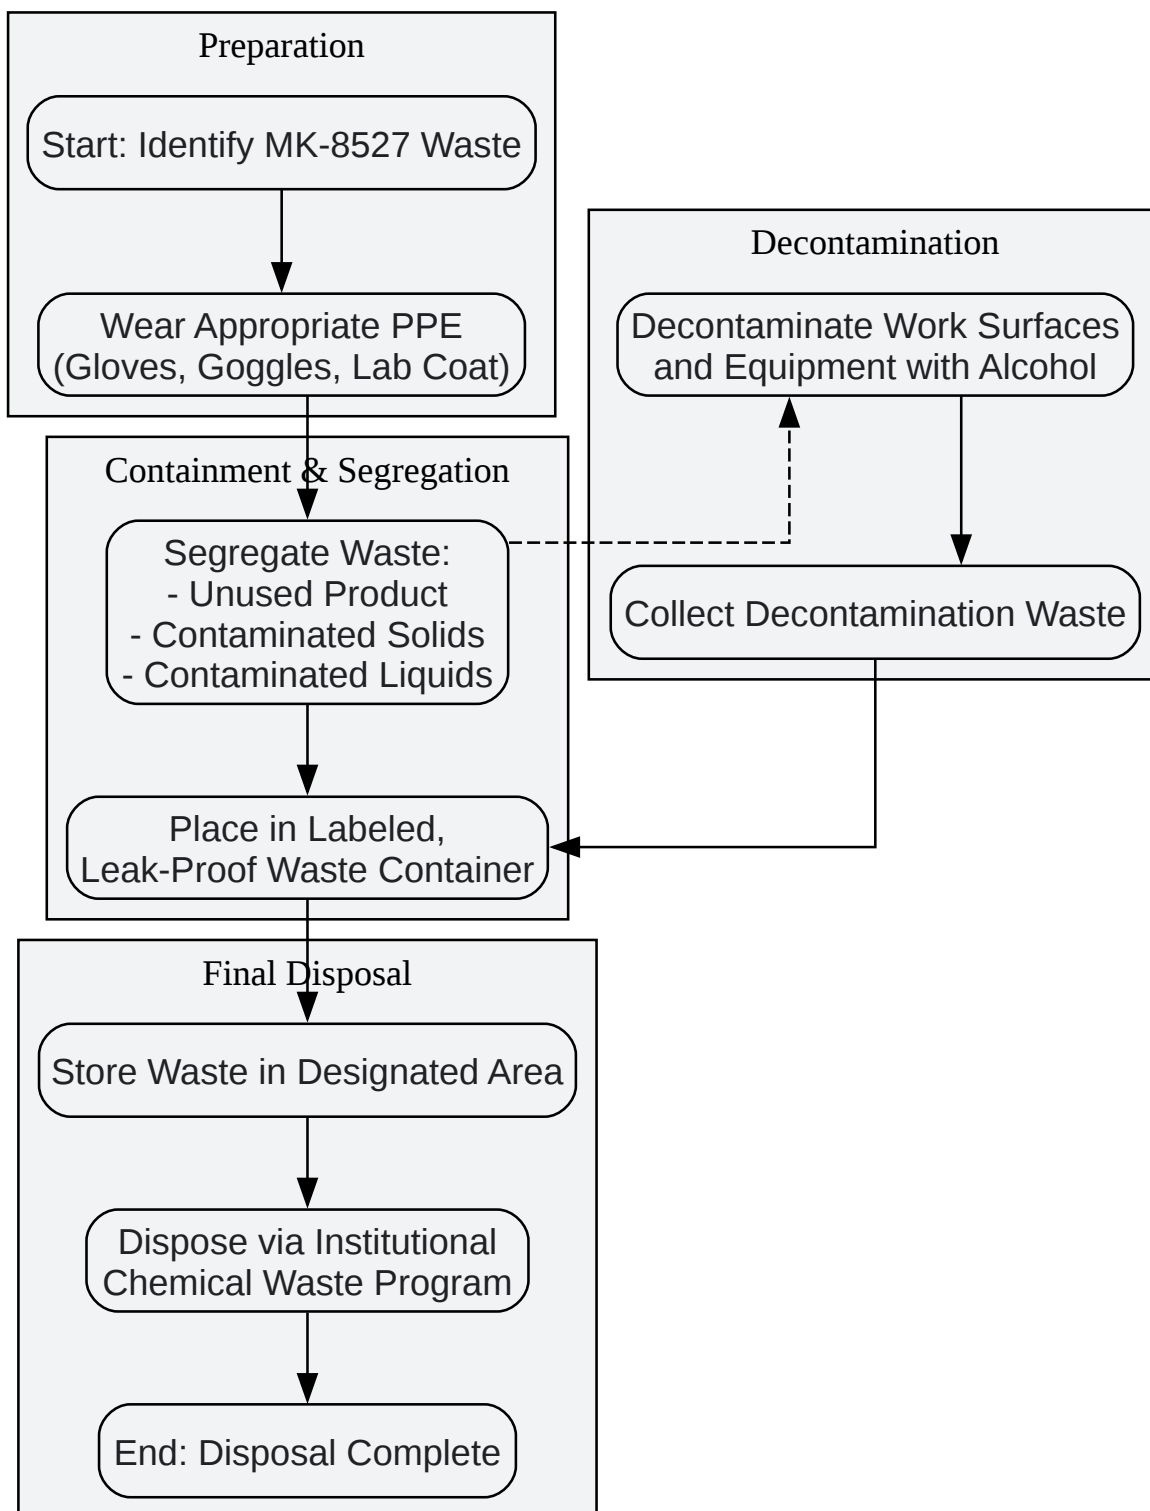 Preparation
Start: Identify MK-8527 Waste
Wear Appropriate PPE
(Gloves, Goggles, Lab Coat)
Containment & Segregation
Segregate Waste:
- Unused Product
- Contaminated Solids
- Contaminated Liquids
Place in Labeled,
Leak-Proof Waste Container
Decontamination
Decontaminate Work Surfaces
and Equipment with Alcohol
Collect Decontamination Waste
Final Disposal
Store Waste in Designated Area
Dispose via Institutional
Chemical Waste Program
End: Disposal Complete